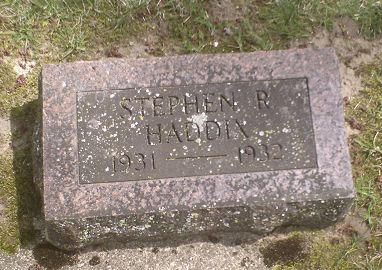 STEPHEN R
HADDIX
1931 — 1932